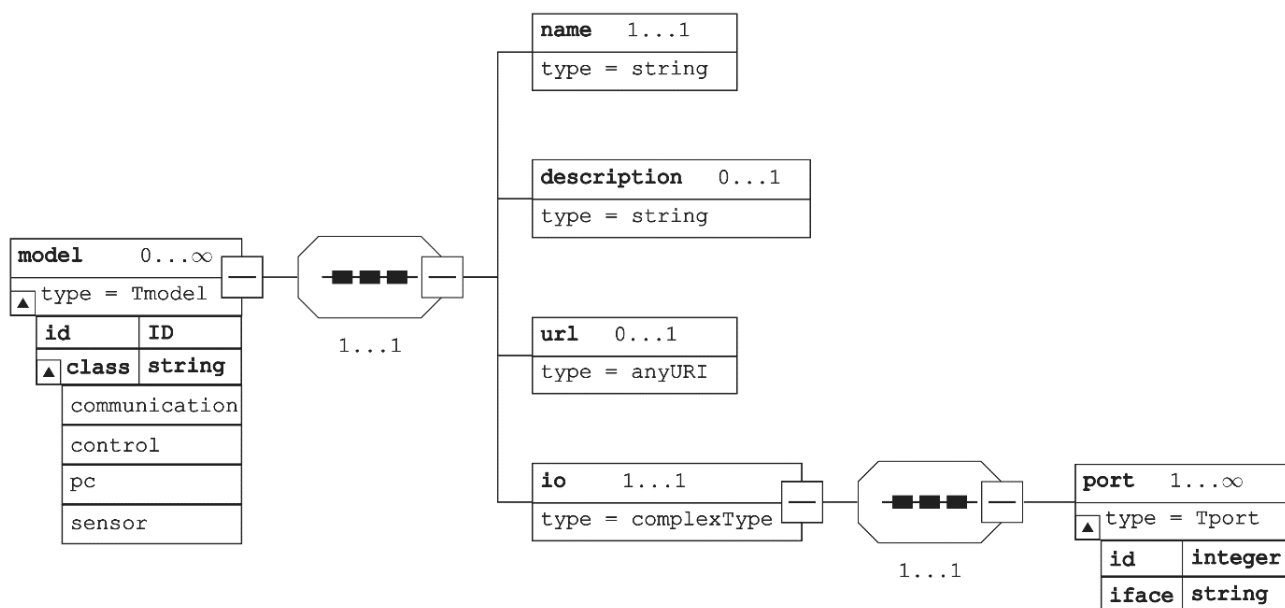 name 1...1
type = string
description 0...1
type = string
model 0...∞
type = Tmodel
id ID
class string
communication
control
pc
sensor
1...1
url 0...1
type = anyURI
io 1...1
type = complexType
1...1
port 1...∞
type = Tport
id integer
iface string